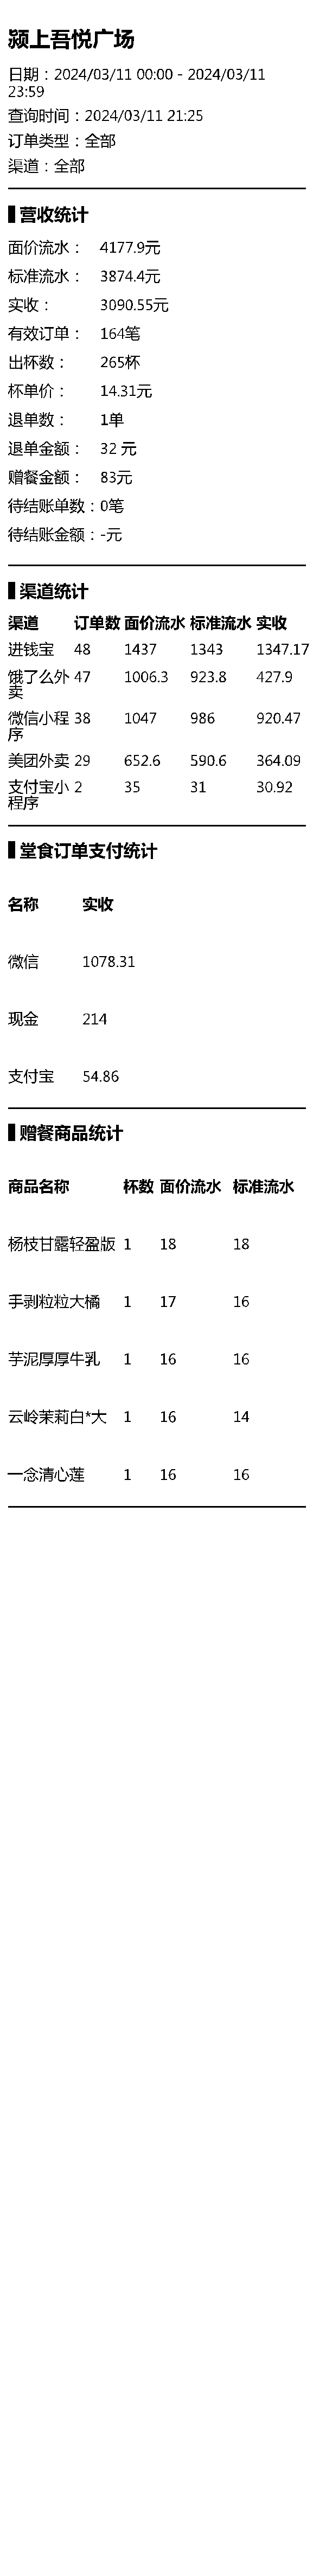 颍上吾悦广场
日期：2024/03/11 00:00 - 2024/03/11
23:59
查询时间：2024/03/11 21:25
订单类型：全部
渠道：全部
营收统计
面价流水： 4177.9元
标准流水： 3874.4元
实收： 3090.55元
有效订单： 164笔
出杯数： 265杯
杯单价： 14.31元
退单数： 1单
退单金额： 32 元
赠餐金额： 83元
待结账单数：0笔
待结账金额：-元
渠道统计
渠道 订单数 面价流水 标准流水 实收
进钱宝 48 1437 1343 1347.17
饿了么外 47 1006.3 923.8 427.9
卖
微信小程 38 1047 986 920.47
序
美团外卖 29 652.6 590.6 364.09
支付宝小 2 35 31 30.92
程序
堂食订单支付统计
名称 实收
微信 1078.31
现金 214
支付宝 54.86
赠餐商品统计
商品名称 杯数 面价流水 标准流水
杨枝甘露轻盈版 1 18 18
手剥粒粒大橘 1 17 16
芋泥厚厚牛乳 1 16 16
云岭茉莉白*大 1 16 14
一念清心莲 1 16 16